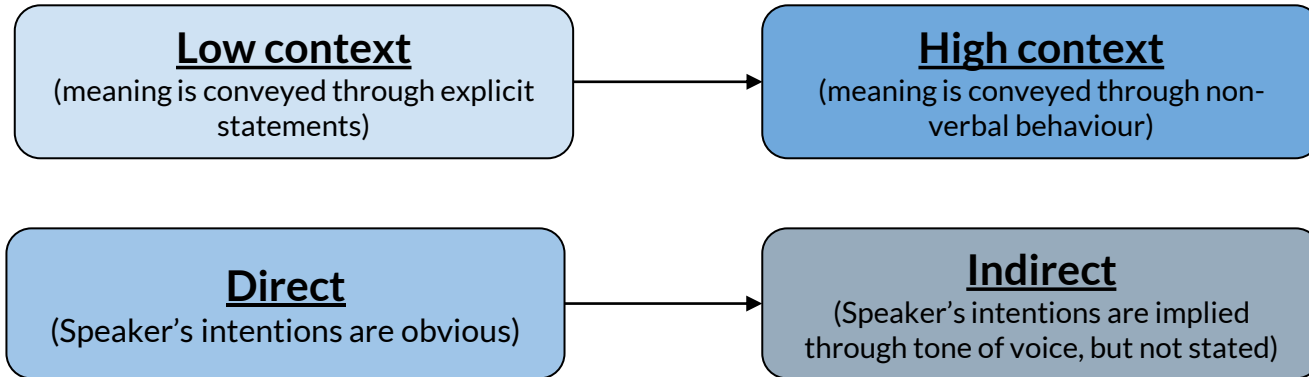 Low context
(meaning is conveyed through explicit
statements)
High context
(meaning is conveyed through non-
verbal behaviour)
Direct
(Speaker’s intentions are obvious)
Indirect
(Speaker’s intentions are implied
through tone of voice, but not stated)